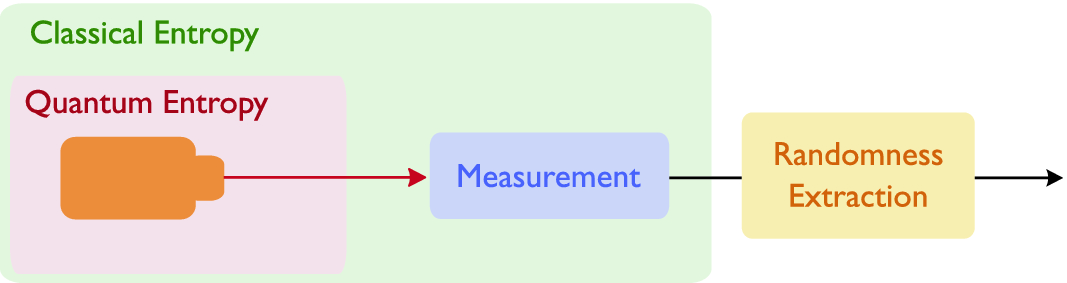 Classical Entropy
Quantum Entropy
Measurement
Randomness
Extraction